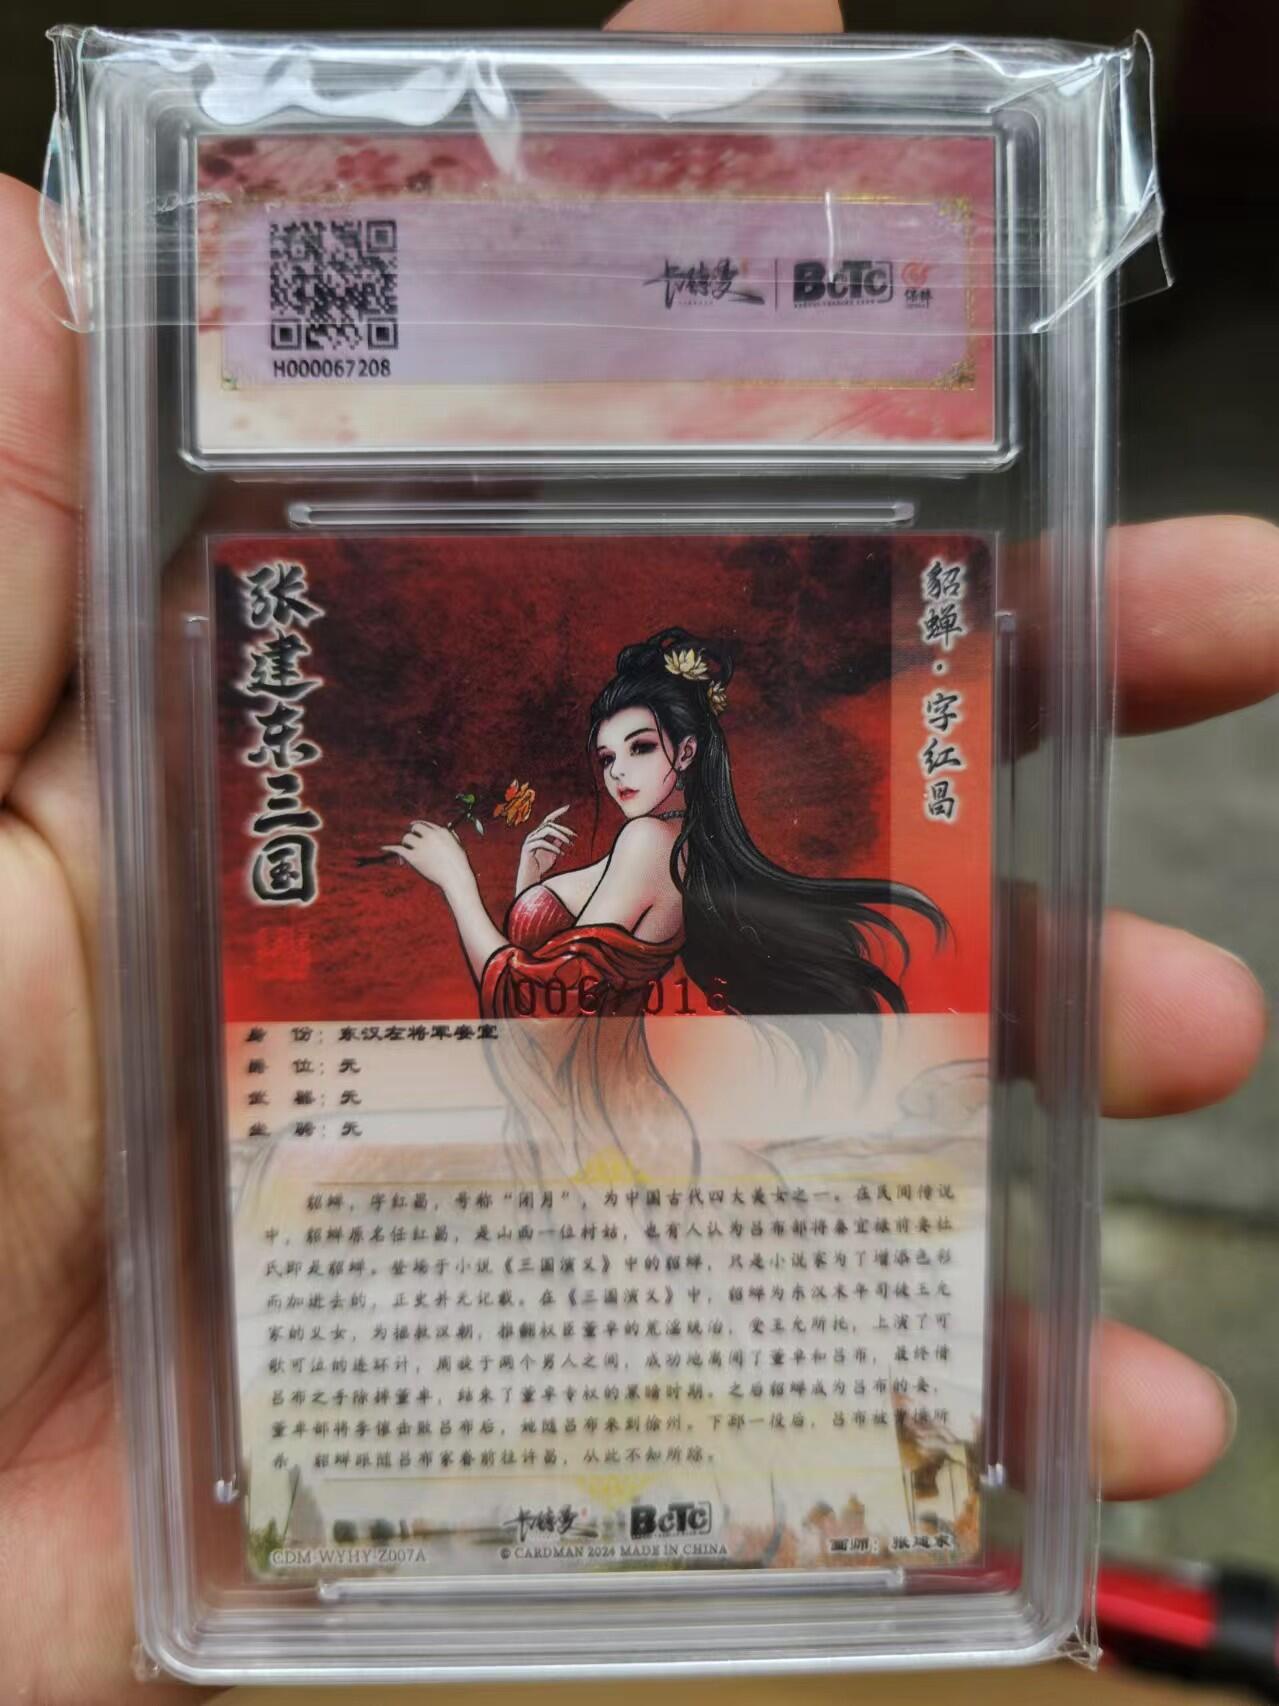 卡特曼 BCTC 保粹
H000067208
张建东三国
貂蝉·字红昌
006/016
身 份：东汉左将军妾室
爵 位：无
武 器：无
坐 骑：无
貂蝉，字红昌，号称“闭月”，为中国古代四大美女之一。在民间传说
中，貂蝉原名任红昌，是山西一位村姑，也有人认为吕布部将秦宜禄前妻杜
氏即是貂蝉。登场于小说《三国演义》中的貂蝉，只是小说家为了增添色彩
而加进去的，正史并无记载。在《三国演义》中，貂蝉为东汉末年司徒王允
家的义女，为拯救汉朝，推翻权臣董卓的荒淫统治，受王允所托，上演了可
歌可泣的连环计，周旋于两个男人之间，成功地离间了董卓和吕布，最终借
吕布之手除掉董卓，结束了董卓专权的黑暗时期。之后貂蝉成为吕布的妾，
董卓部将李傕击败吕布后，她随吕布来到徐州。下邳一役后，吕布被曹操所
杀，貂蝉跟随吕布家眷前往许昌，从此不知所踪。
卡特曼 BCTC
CDM-WYHY-Z007A
© CARDMAN 2024 MADE IN CHINA
画师：张建东